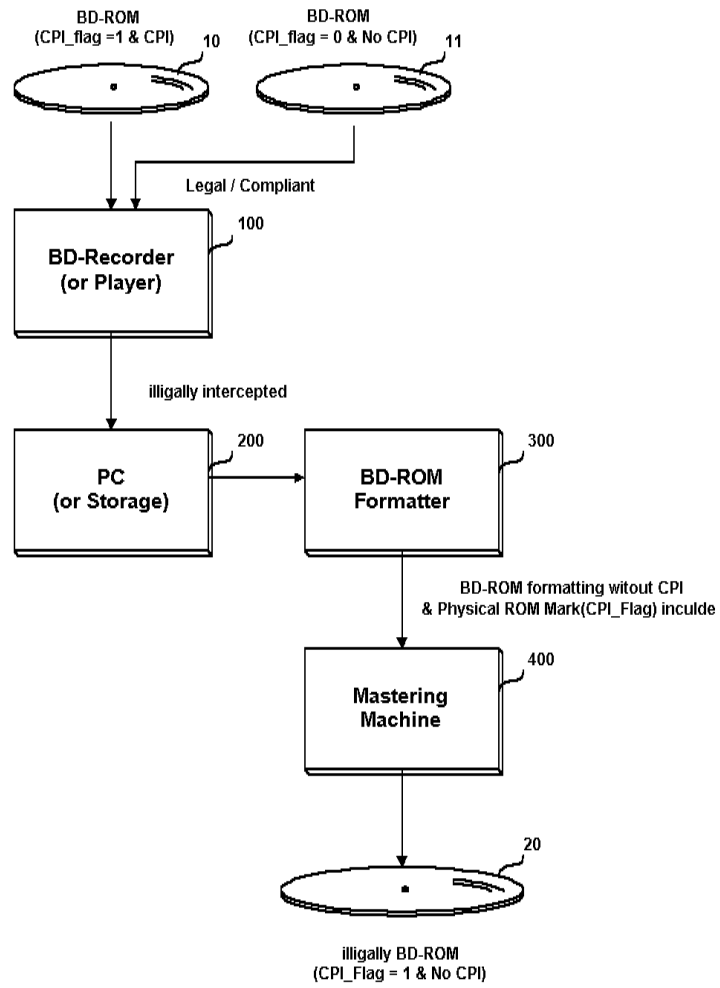 BD-ROM
(CPI_flag =1 & CPI)
10
BD-ROM
(CPI_flag = 0 & No CPI)
11
Legal / Compliant
100
BD-Recorder
(or Player)
illigally intercepted
200
PC
(or Storage)
300
BD-ROM
Formatter
BD-ROM formatting witout CPI
& Physical ROM Mark(CPI_Flag) inculde
400
Mastering
Machine
20
illigally BD-ROM
(CPI_Flag = 1 & No CPI)